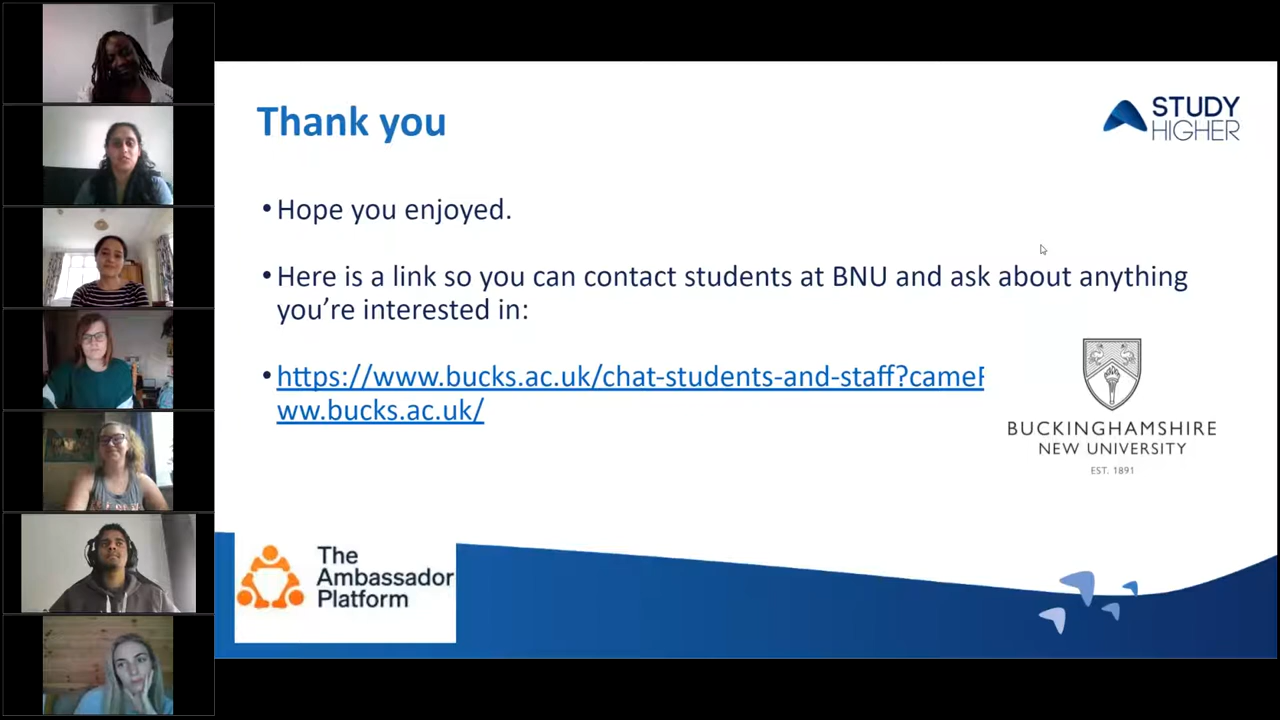 Thank you
STUDY
HIGHER
• Hope you enjoyed.
• Here is a link so you can contact students at BNU and ask about anything
you’re interested in:
• https://www.bucks.ac.uk/chat-students-and-staff?cameF
ww.bucks.ac.uk/
BUCKINGHAMSHIRE
NEW UNIVERSITY
EST. 1891
The
Ambassador
Platform